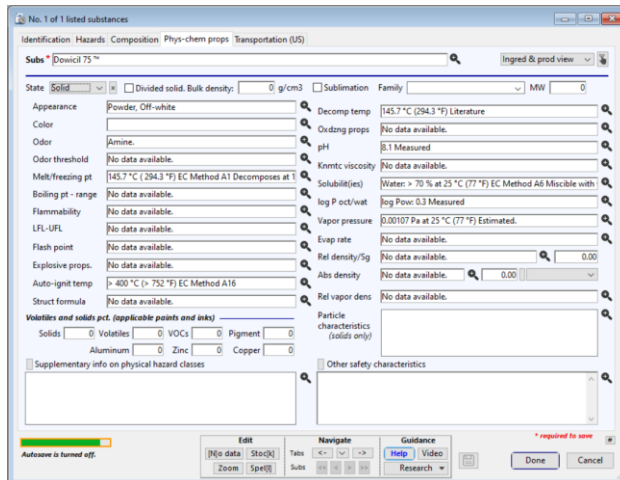 No. 1 of 1 listed substances
Identification Hazards Composition Phys-chem props Transportation (US)
Subs * Dowicil 75 ™ Ingred & prod view
State Solid Divided solid. Bulk density: 0 g/cm3 Sublimation Family MW 0
Appearance Powder, Off-white
Color
Odor Amine.
Odor threshold No data available.
Melt/freezing pt 145.7 °C ( 294.3 °F) EC Method A1 Decomposes at 1
Boiling pt - range No data available.
Flammability No data available.
LFL-UFL No data available.
Flash point No data available.
Explosive props. No data available.
Auto-ignit temp > 400 °C (> 752 °F) EC Method A16
Struct formula No data available.
Decomp temp 145.7 °C (294.3 °F) Literature
Oxdzng props No data available.
pH 8.1 Measured
Knmtc viscosity No data available.
Solubilit(ies) Water: > 70 % at 25 °C (77 °F) EC Method A6 Miscible with
log P oct/wat log Pow: 0.3 Measured
Vapor pressure 0.00107 Pa at 25 °C (77 °F) Estimated.
Evap rate No data available.
Rel density/Sg No data available. 0.00
Abs density No data available. 0.00
Rel vapor dens No data available.
Particle
characteristics
(solids only)
Volatiles and solids pct. (applicable paints and inks)
Solids 0 Volatiles 0 VOCs 0 Pigment 0
Aluminum 0 Zinc 0 Copper 0
Supplementary info on physical hazard classes
Other safety characteristics
* required to save
Autosave is turned off.
Edit
[N]o data Stoc[k]
Zoom Spel[l]
Navigate
Tabs <- ->
Subs << < > >>
Guidance
Help Video
Research
Done Cancel
#